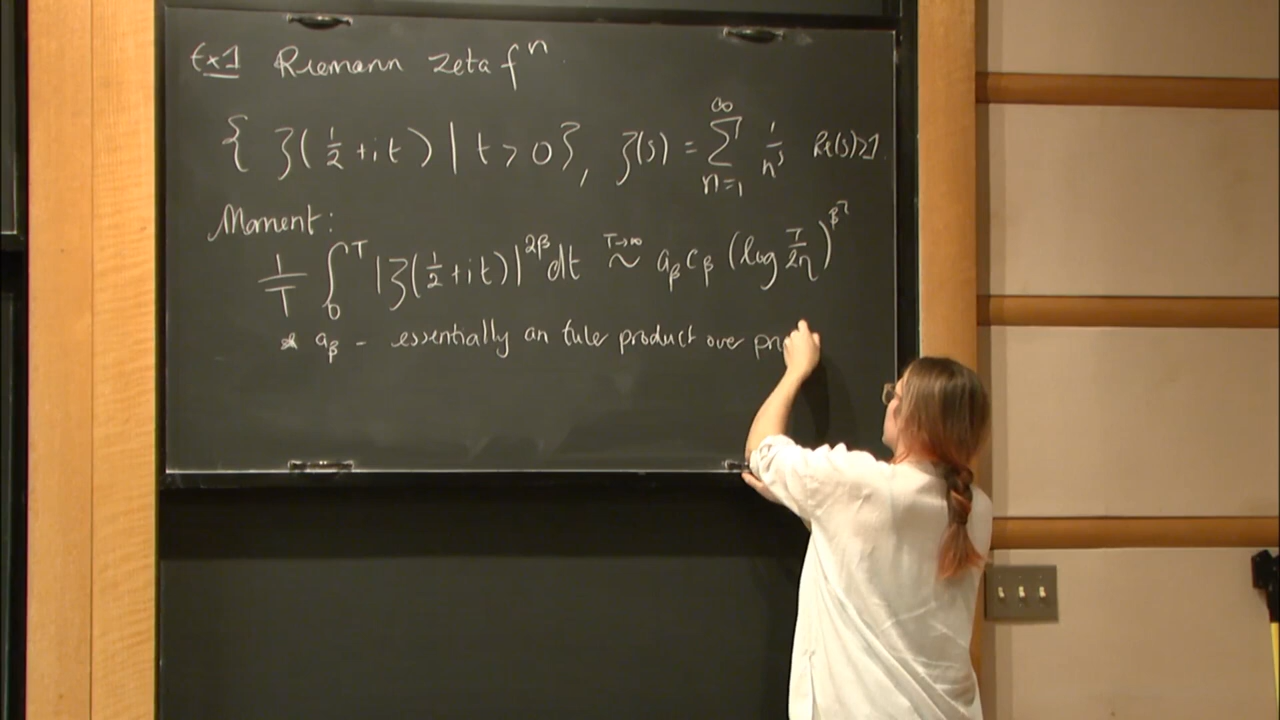 Ex1 Riemann zeta fⁿ
{ ζ(½+it) | t>0}, ζ(s) = ∑_{n=1}^{∞} 1/n^s Re(s)>1.
Moment:
1/T ∫_0^T |ζ(½+it)|^{2β} dt ~^{T→∞} a_β c_β (log T/2π)^{β²}
a_β - essentially an Euler product over